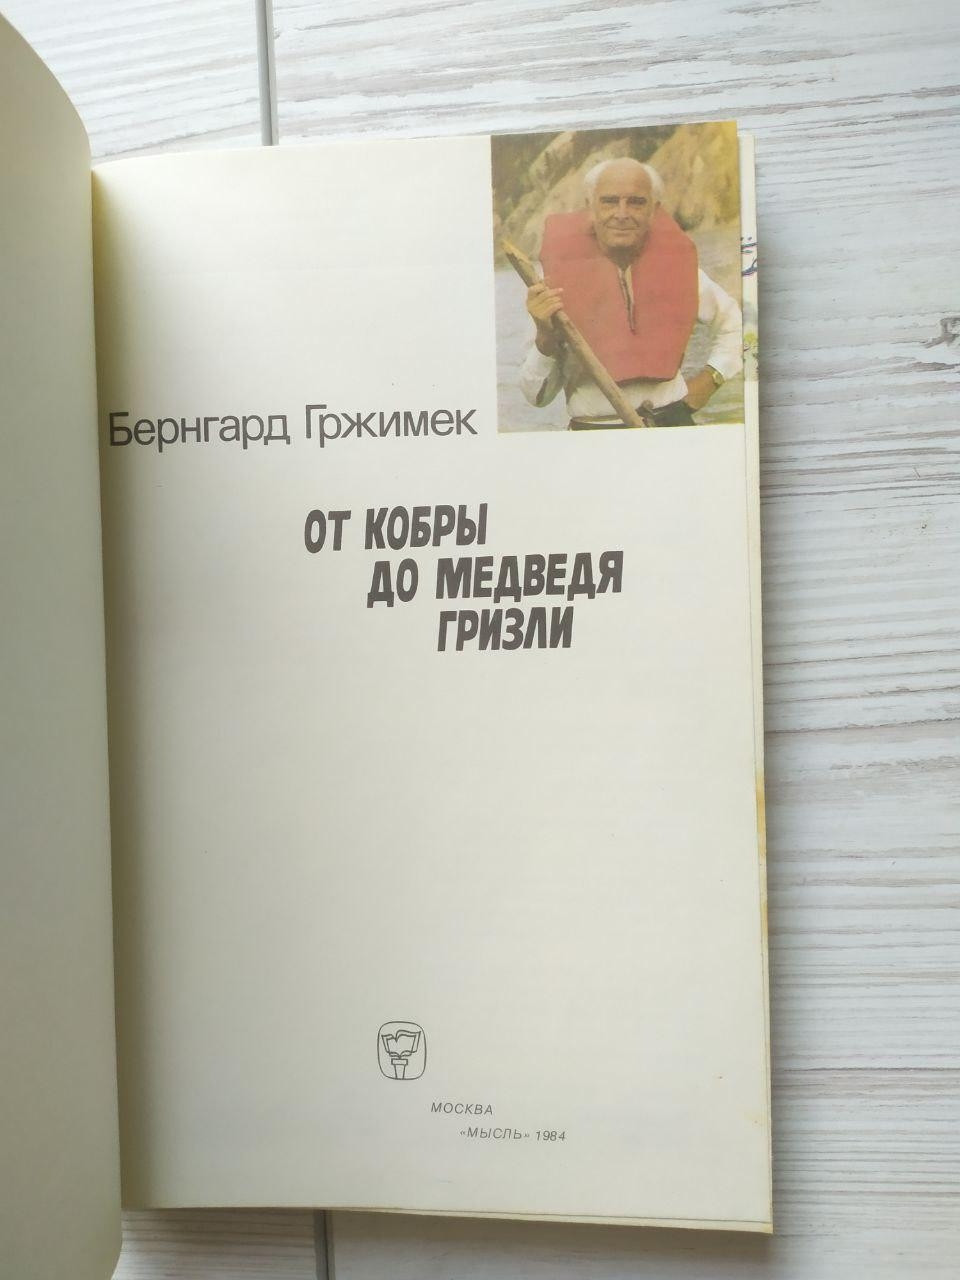 Бернгард Гржимек
ОТ КОБРЫ
ДО МЕДВЕДЯ
ГРИЗЛИ
МОСКВА
«МЫСЛЬ» 1984